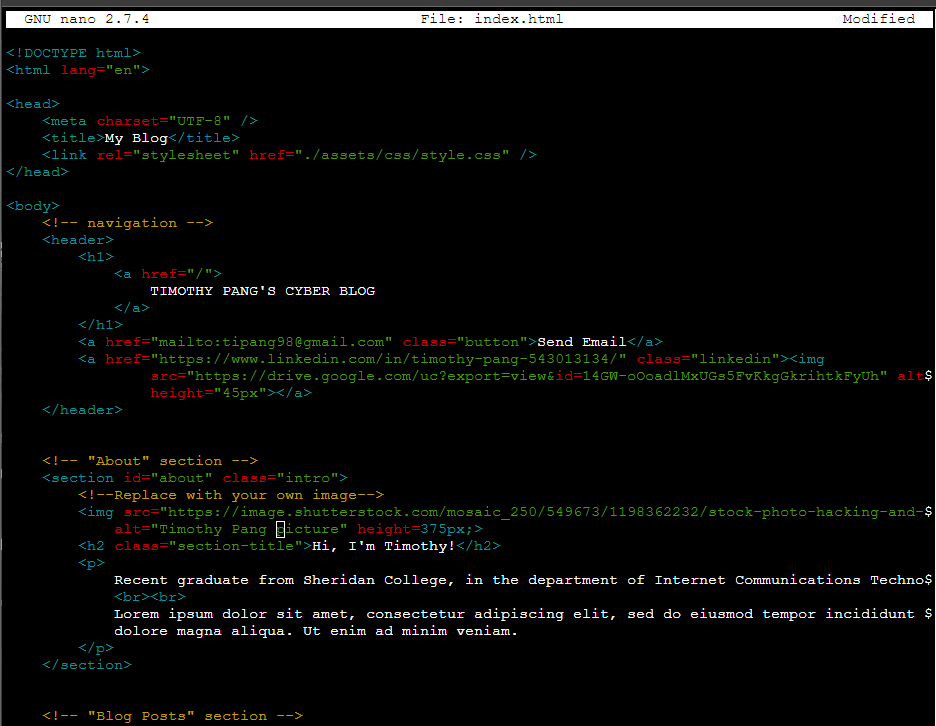 GNU nano 2.7.4 File: index.html Modified
<!DOCTYPE html>
<html lang="en">
<head>
<meta charset="UTF-8" />
<title>My Blog</title>
<link rel="stylesheet" href="./assets/css/style.css" />
</head>
<body>
<!-- navigation -->
<header>
<h1>
<a href="/">
TIMOTHY PANG'S CYBER BLOG
</a>
</h1>
<a href="mailto:tipang98@gmail.com" class="button">Send Email</a>
<a href="https://www.linkedin.com/in/timothy-pang-543013134/" class="linkedin"><img
src="https://drive.google.com/uc?export=view&id=14GW-oOoadlMxUGs5FvKkgGkrihtkFyUh" alt$
height="45px"></a>
</header>
<!-- "About" section -->
<section id="about" class="intro">
<!--Replace with your own image-->
<img src="https://image.shutterstock.com/mosaic_250/549673/1198362232/stock-photo-hacking-and-$
alt="Timothy Pang picture" height=375px;>
<h2 class="section-title">Hi, I'm Timothy!</h2>
<p>
Recent graduate from Sheridan College, in the department of Internet Communications Techno$
<br><br>
Lorem ipsum dolor sit amet, consectetur adipiscing elit, sed do eiusmod tempor incididunt $
dolore magna aliqua. Ut enim ad minim veniam.
</p>
</section>
<!-- "Blog Posts" section -->